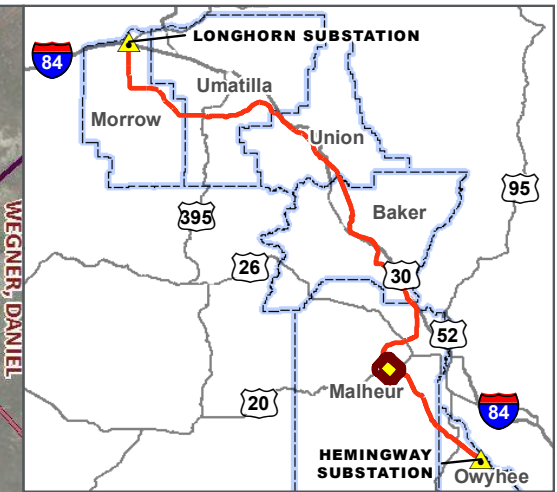 LONGHORN SUBSTATION
84
Umatilla
Morrow
Union
95
WEGNER, DANIEL
395
Baker
26
30
52
Malheur
20
84
HEMINGWAY
SUBSTATION
Owyhee